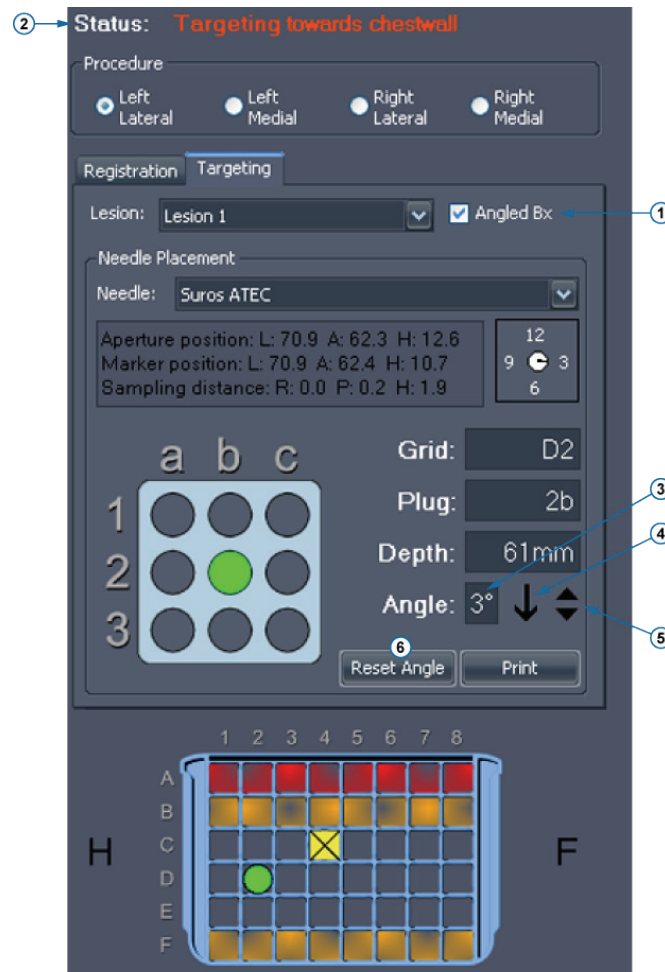 2 Status: Targeting towards chestwall
Procedure
Left Lateral Left Medial Right Lateral Right Medial
Registration Targeting
Lesion: Lesion 1 Angled Bx 1
Needle Placement
Needle: Suros ATEC
Aperture position: L: 70.9 A: 62.3 H: 12.6
Marker position: L: 70.9 A: 62.4 H: 10.7
Sampling distance: R: 0.0 P: 0.2 H: 1.9
12
9 3
6
a b c
1
2
3
Grid: D2
Plug: 2b
Depth: 61mm
Angle: 3°
3
4
5
6
Reset Angle Print
1 2 3 4 5 6 7 8
A
B
C
D
E
F
H F